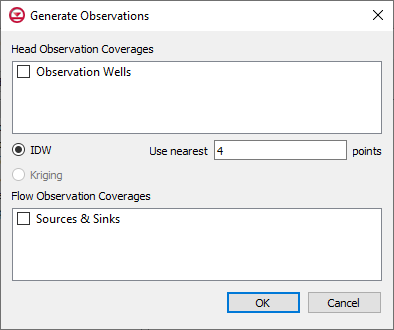 Generate Observations
Head Observation Coverages
Observation Wells
IDW Use nearest 4 points
Kriging
Flow Observation Coverages
Sources & Sinks
OK Cancel